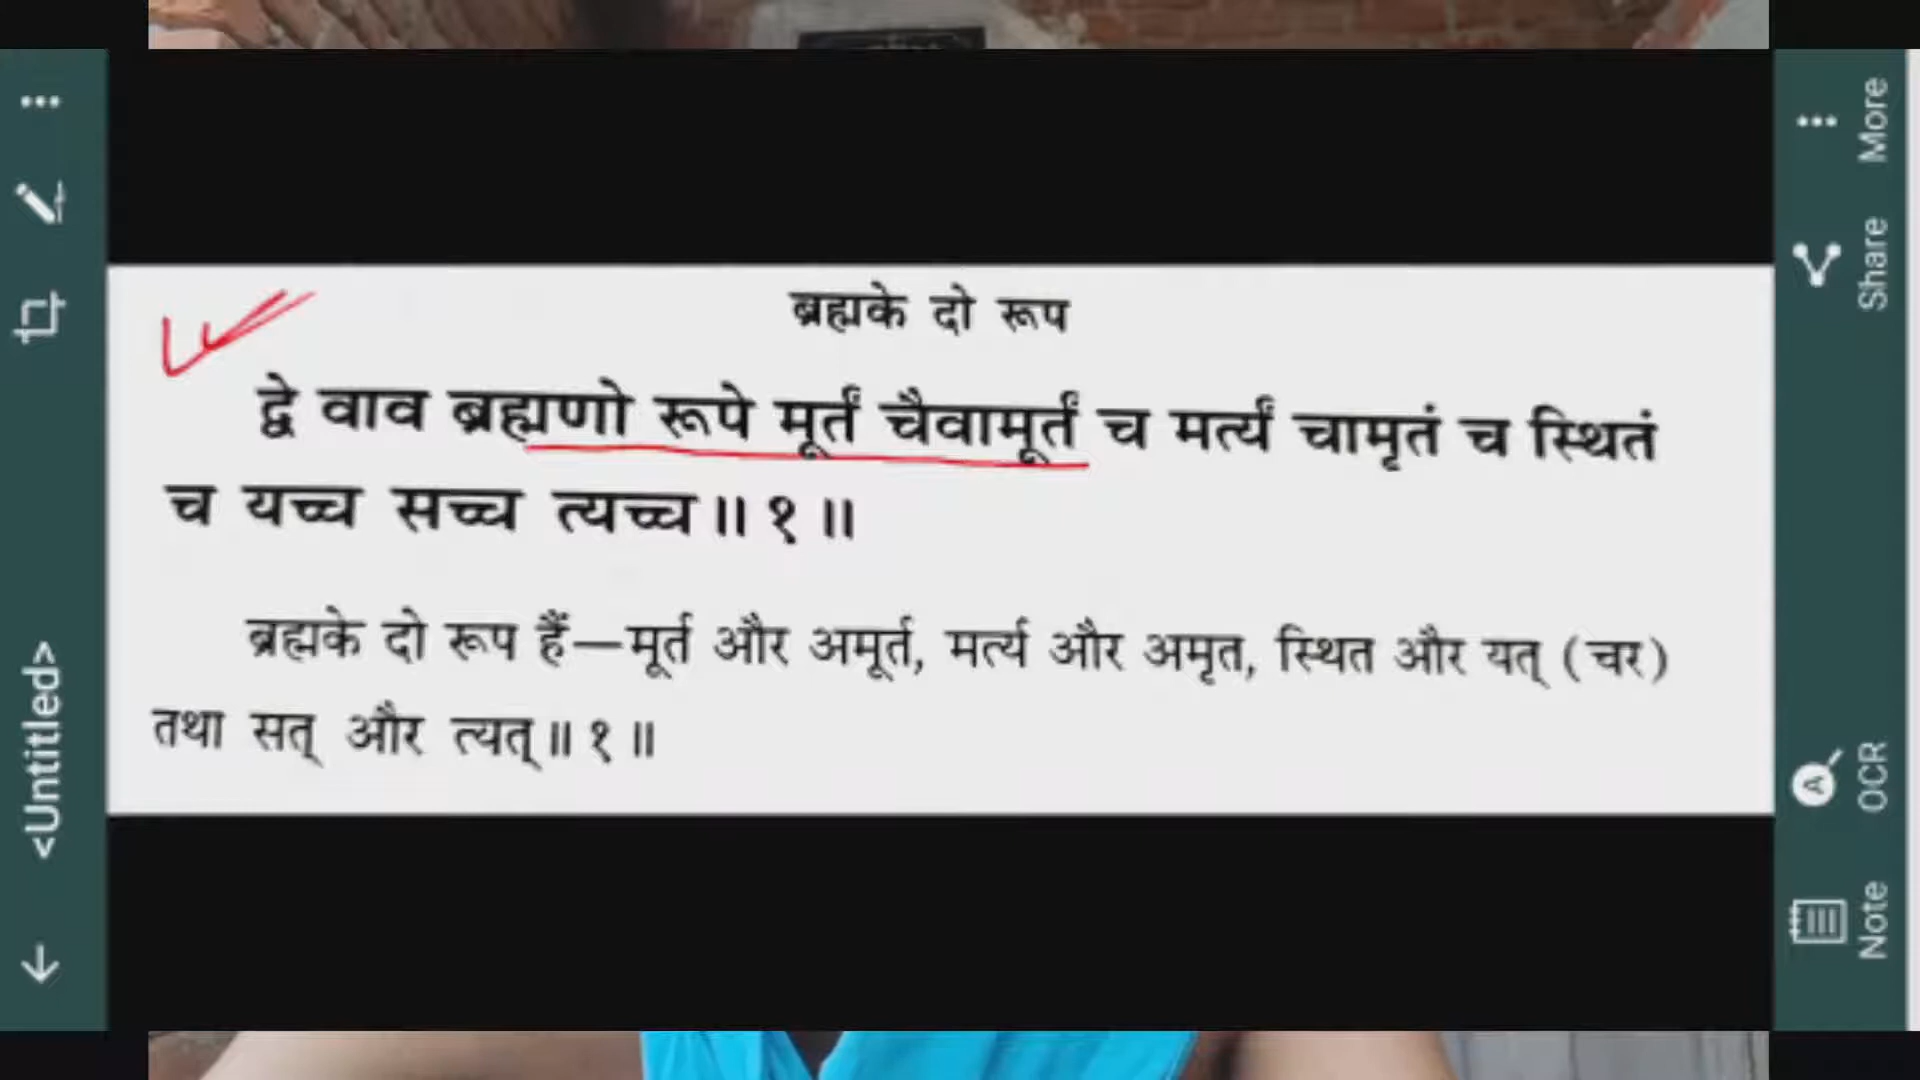 ब्रह्मके दो रूप
द्वे वाव ब्रह्मणो रूपे मूर्तं चैवामूर्तं च मर्त्यं चामृतं च स्थितं
च यच्च सच्च त्यच्च॥ १ ॥
ब्रह्मके दो रूप हैं—मूर्त और अमूर्त, मर्त्य और अमृत, स्थित और यत् (चर)
तथा सत् और त्यत्॥ १ ॥
<Untitled>
More
Share
OCR
Note